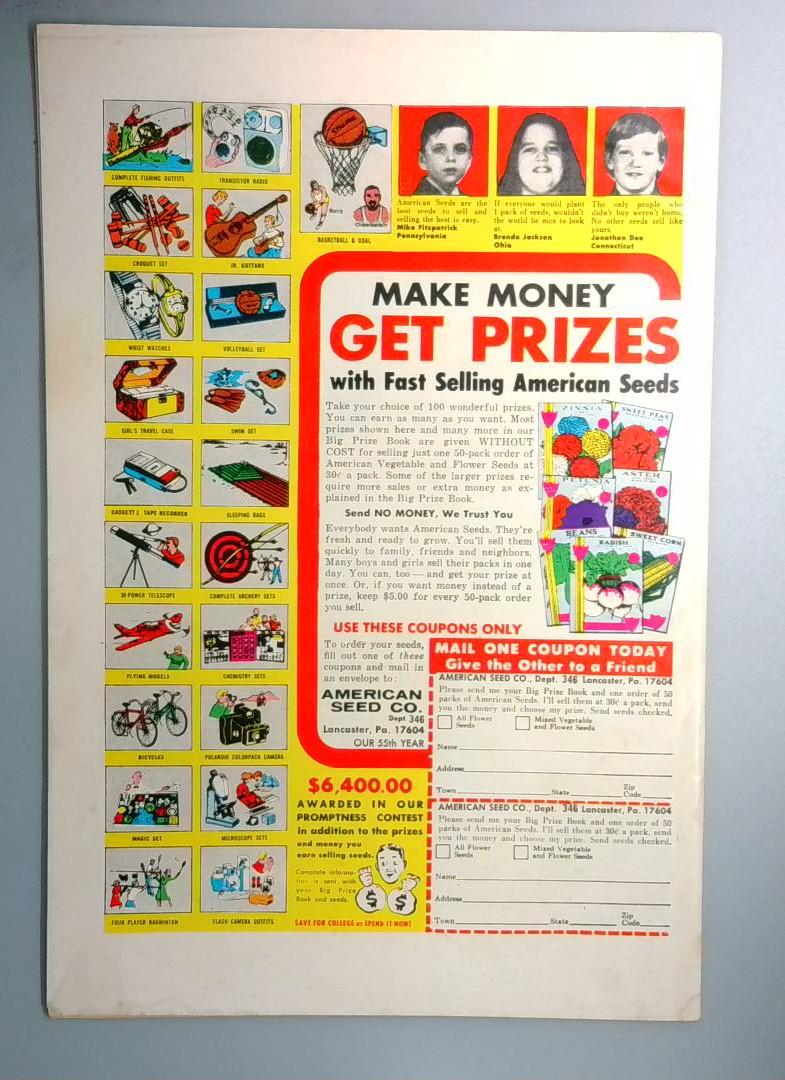 COMPLETE FISHING OUTFITS
TRANSISTOR RADIO
CROQUET SET
JR. GUITARS
WRIST WATCHES
VOLLEYBALL SET
GIRL'S TRAVEL CASE
SWIM SET
CASSETTE TAPE RECORDER
SLEEPING BAGS
30 POWER TELESCOPE
COMPLETE ARCHERY SETS
FLYING MODELS
CHEMISTRY SETS
BICYCLES
POLAROID COLORPACK CAMERA
MAGIC SET
MICROSCOPE SETS
FOUR PLAYER BADMINTON
FLASH CAMERA OUTFITS
SPALDING
Barry
Chamberlain
BASKETBALL & GOAL
American Seeds are the
best seeds to sell and
selling the best is easy.
Mike Fitzpatrick
Pennsylvania
If everyone would plant
1 pack of seeds, wouldn't
the world be nice to look
at.
Brenda Jackson
Ohio
The only people who
didn't buy weren't home.
No other seeds sell like
yours.
Jonathan Dee
Connecticut
MAKE MONEY
GET PRIZES
with Fast Selling American Seeds
Take your choice of 100 wonderful prizes.
You can earn as many as you want. Most
prizes shown here and many more in our
Big Prize Book are given WITHOUT
COST for selling just one 50-pack order of
American Vegetable and Flower Seeds at
30¢ a pack. Some of the larger prizes re-
quire more sales or extra money as ex-
plained in the Big Prize Book.
Send NO MONEY, We Trust You
Everybody wants American Seeds. They're
fresh and ready to grow. You'll sell them
quickly to family, friends and neighbors.
Many boys and girls sell their packs in one
day. You can, too — and get your prize at
once. Or, if you want money instead of a
prize, keep $5.00 for every 50-pack order
you sell.
ZINNIA
SWEET PEAS
PETUNIA
ASTER
BEANS
RADISH
SWEET CORN
USE THESE COUPONS ONLY
To order your seeds,
fill out one of these
coupons and mail in
an envelope to:
AMERICAN
SEED CO.
Dept 346
Lancaster, Pa. 17604
OUR 55th YEAR
MAIL ONE COUPON TODAY
Give the Other to a Friend
AMERICAN SEED CO., Dept. 346 Lancaster, Pa. 17604
Please send me your Big Prize Book and one order of 50
packs of American Seeds. I'll sell them at 30¢ a pack, send
you the money and choose my prize. Send seeds checked.
All Flower Seeds
Mixed Vegetable and Flower Seeds
Name
Address
Town State Zip Code
AMERICAN SEED CO., Dept. 346 Lancaster, Pa. 17604
Please send me your Big Prize Book and one order of 50
packs of American Seeds. I'll sell them at 30¢ a pack, send
you the money and choose my prize. Send seeds checked.
All Flower Seeds
Mixed Vegetable and Flower Seeds
Name
Address
Town State Zip Code
$6,400.00
AWARDED IN OUR
PROMPTNESS CONTEST
in addition to the prizes
and money you
earn selling seeds.
Complete informa-
tion is sent with
your Big Prize
Book and seeds.
$ $
SAVE FOR COLLEGE or SPEND IT NOW!